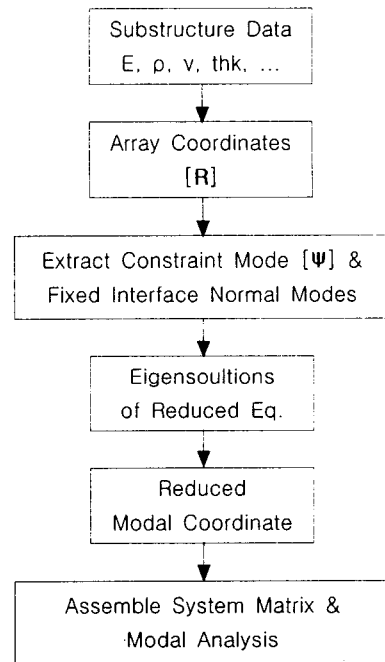 Substructure Data
E, ρ, ν, thk, ...
Array Coordinates
[R]
Extract Constraint Mode [Ψ] &
Fixed Interface Normal Modes
Eigensoultions
of Reduced Eq.
Reduced
Modal Coordinate
Assemble System Matrix &
Modal Analysis